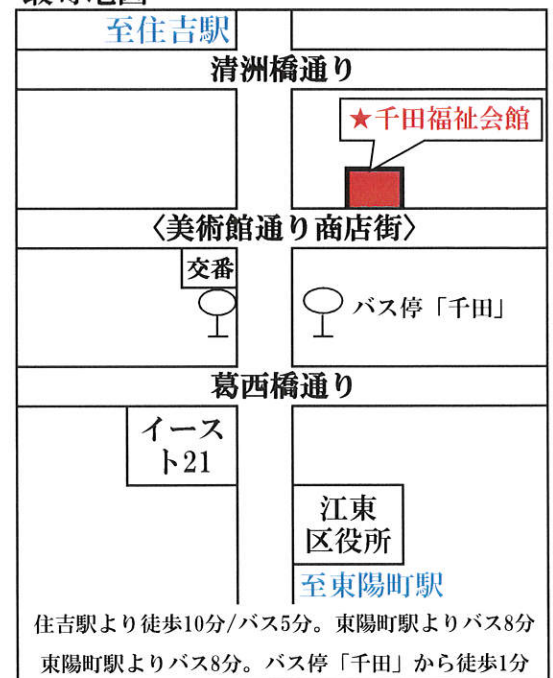 至住吉駅
清洲橋通り
★千田福祉会館
〈美術館通り商店街〉
交番
バス停「千田」
葛西橋通り
イース
ト21
江東
区役所
至東陽町駅
住吉駅より徒歩10分/バス5分。東陽町駅よりバス8分
東陽町駅よりバス8分。バス停「千田」から徒歩1分